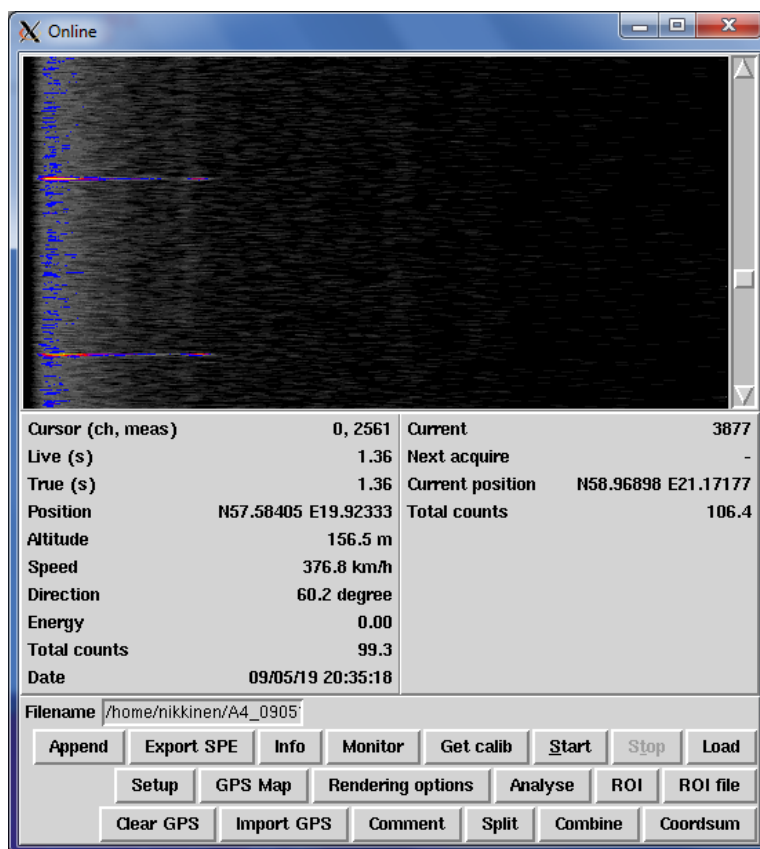 Online
Cursor (ch, meas) 0, 2561 Current 3877
Live (s) 1.36 Next acquire -
True (s) 1.36 Current position N58.96898 E21.17177
Position N57.58405 E19.92333 Total counts 106.4
Altitude 156.5 m
Speed 376.8 km/h
Direction 60.2 degree
Energy 0.00
Total counts 99.3
Date 09/05/19 20:35:18
Filename /home/nikkinen/A4_0905
Append Export SPE Info Monitor Get calib Start Stop Load
Setup GPS Map Rendering options Analyse ROI ROI file
Clear GPS Import GPS Comment Split Combine Coordsum